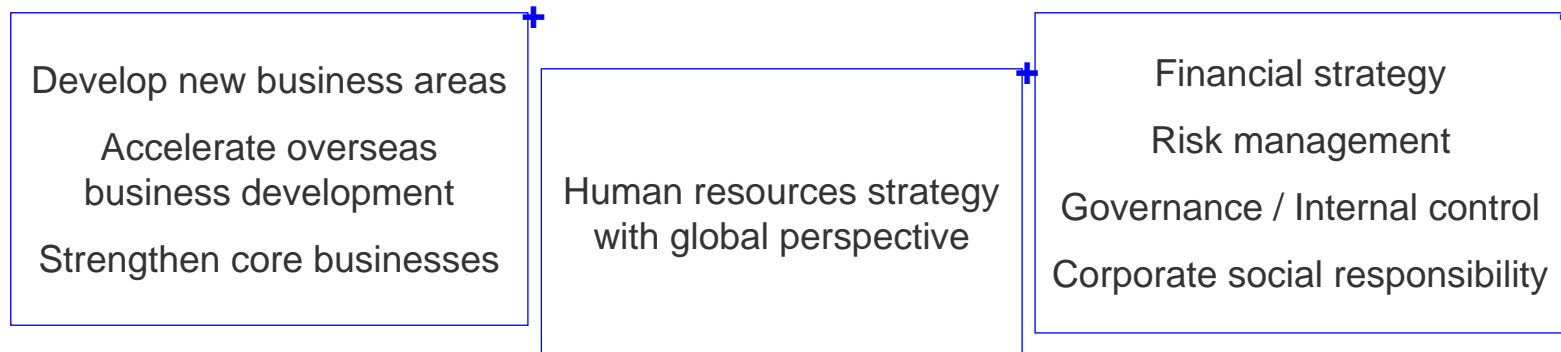 Develop new business areas
Accelerate overseas
business development
Strengthen core businesses
Human resources strategy
with global perspective
Financial strategy
Risk management
Governance / Internal control
Corporate social responsibility